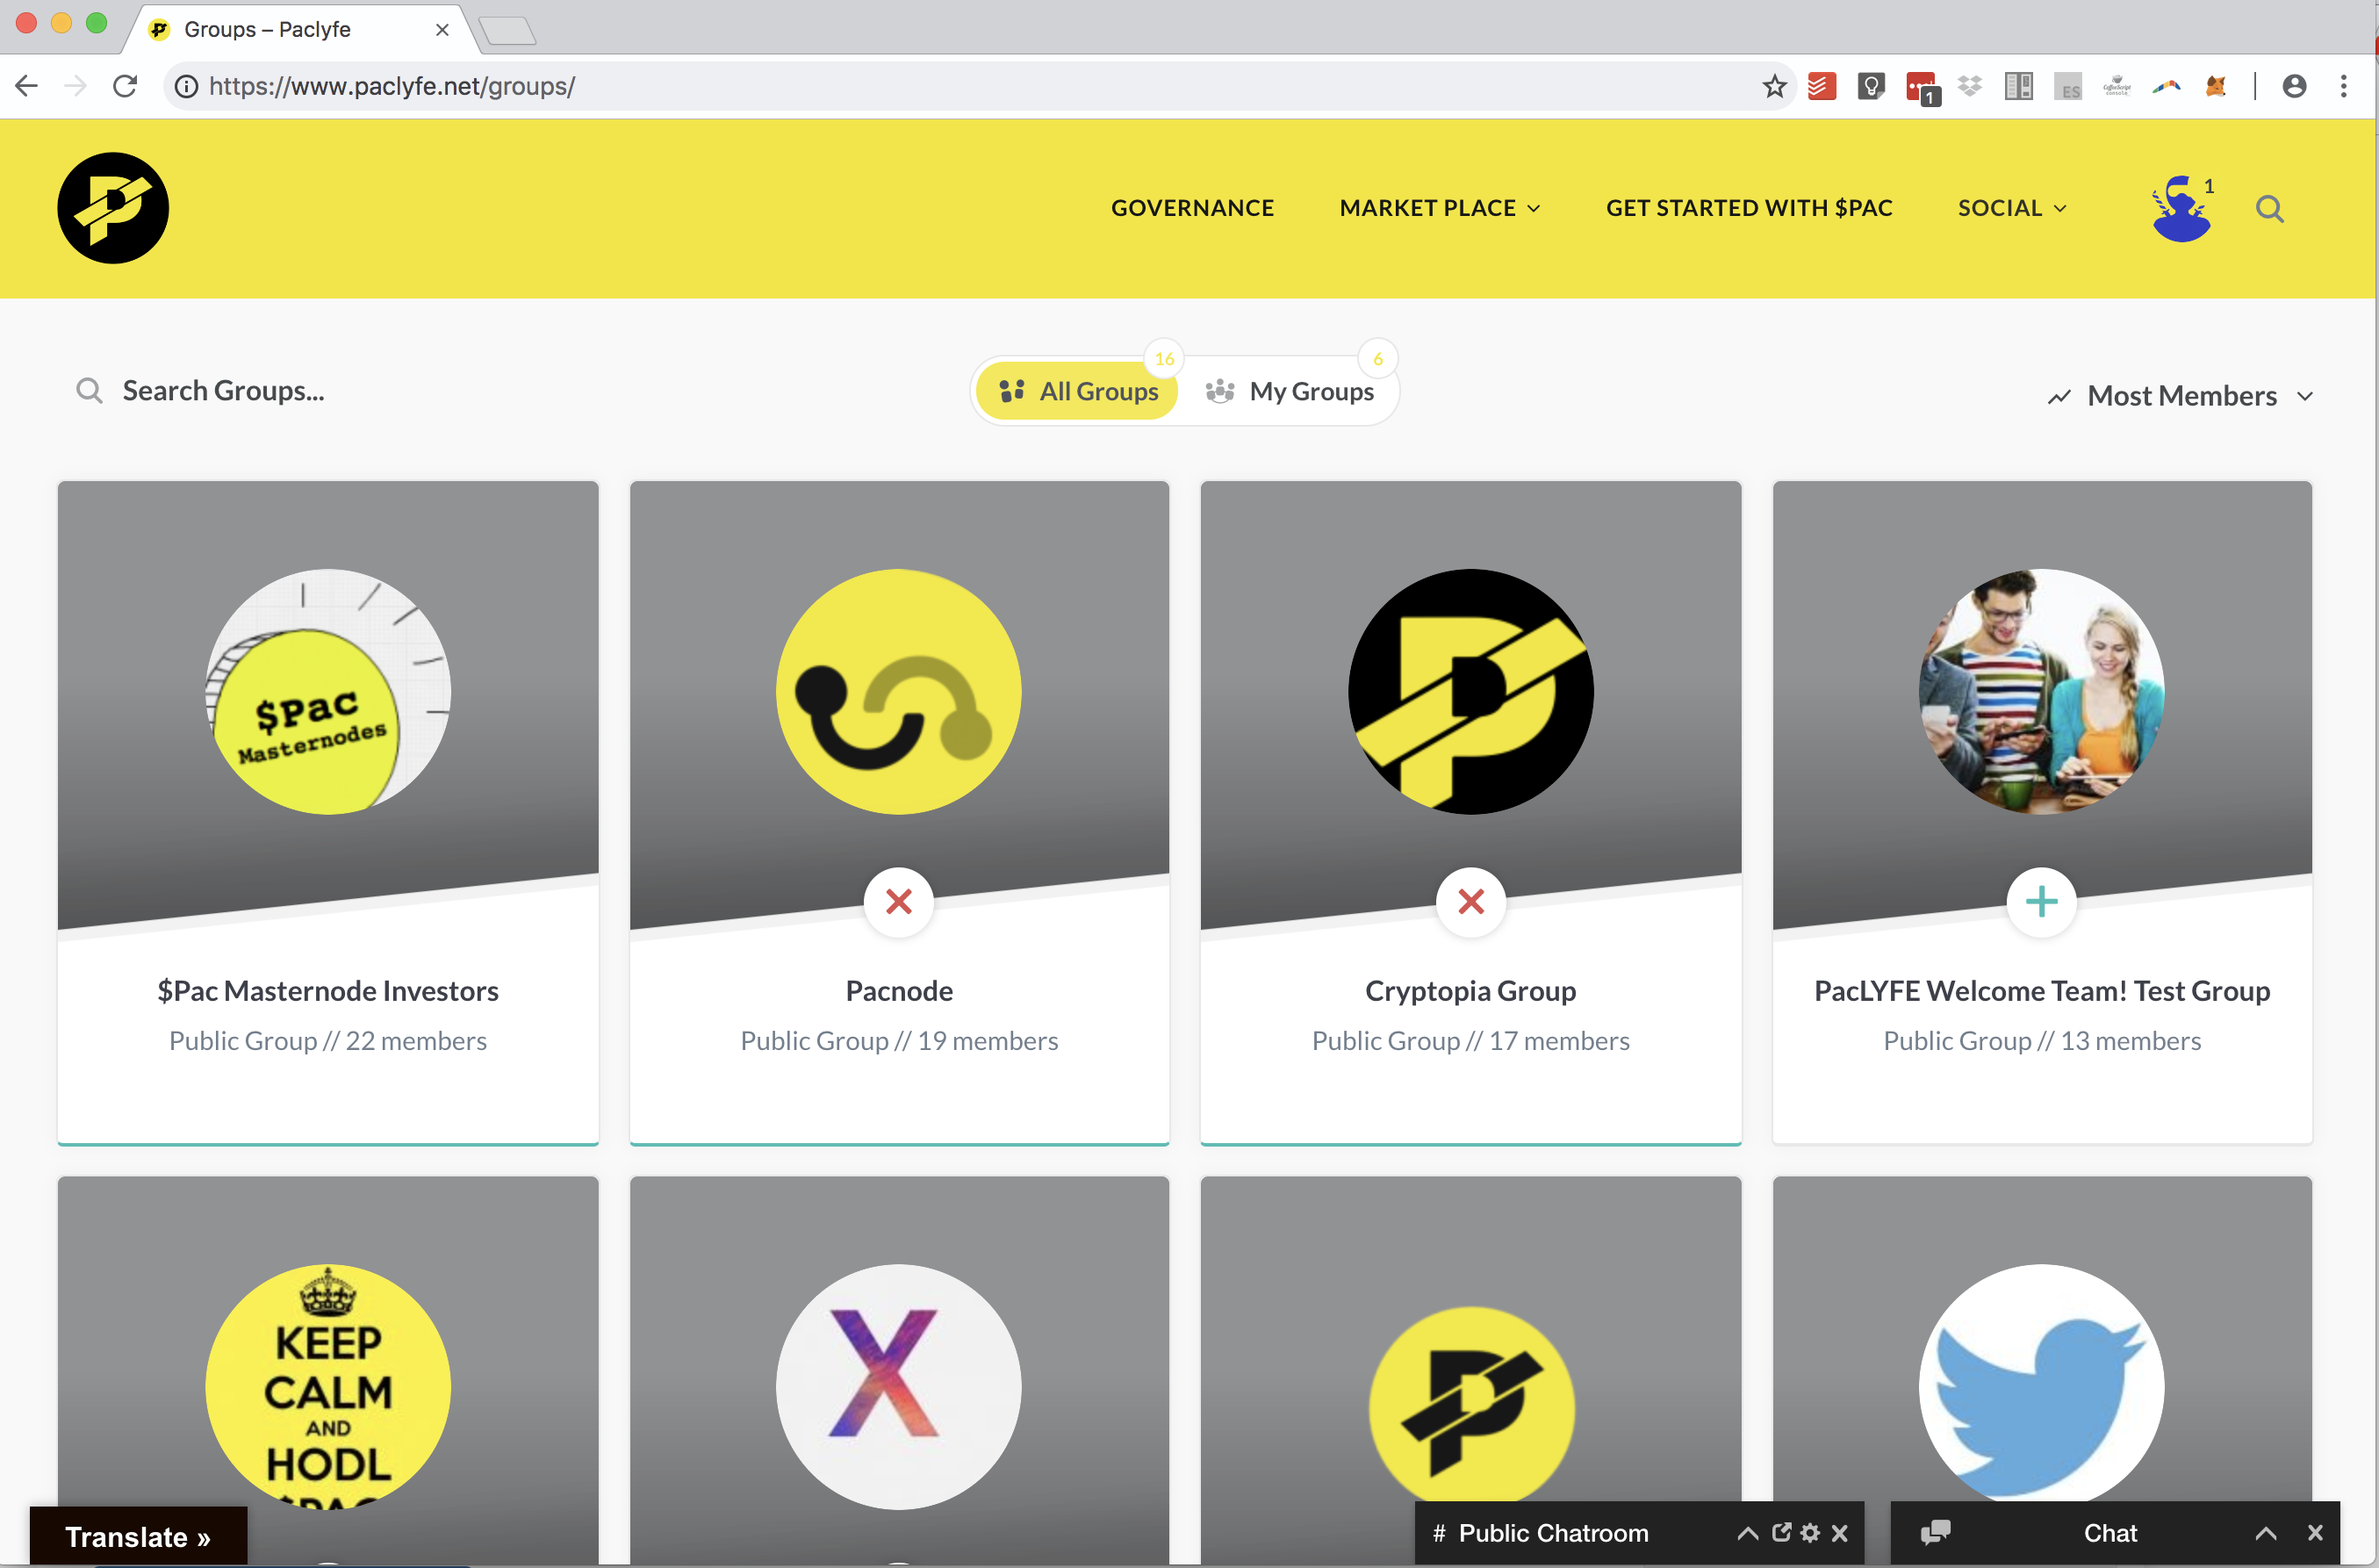 Groups – Paclyfe
https://www.paclyfe.net/groups/
1
ES
GOVERNANCE
MARKET PLACE
GET STARTED WITH $PAC
SOCIAL
1
Search Groups...
All Groups
16
My Groups
6
Most Members
$Pac
Masternodes
$Pac Masternode Investors
Public Group // 22 members
Pacnode
Public Group // 19 members
Cryptopia Group
Public Group // 17 members
PacLYFE Welcome Team! Test Group
Public Group // 13 members
KEEP
CALM
AND
HODL
$PAC
X
Translate »
# Public Chatroom
Chat